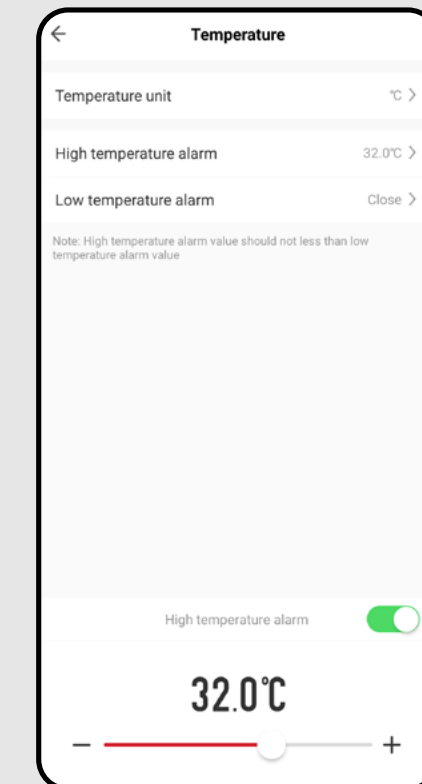 Temperature
Temperature unit ℃
High temperature alarm 32.0℃
Low temperature alarm Close
Note: High temperature alarm value should not less than low
temperature alarm value
High temperature alarm
32.0℃
− +